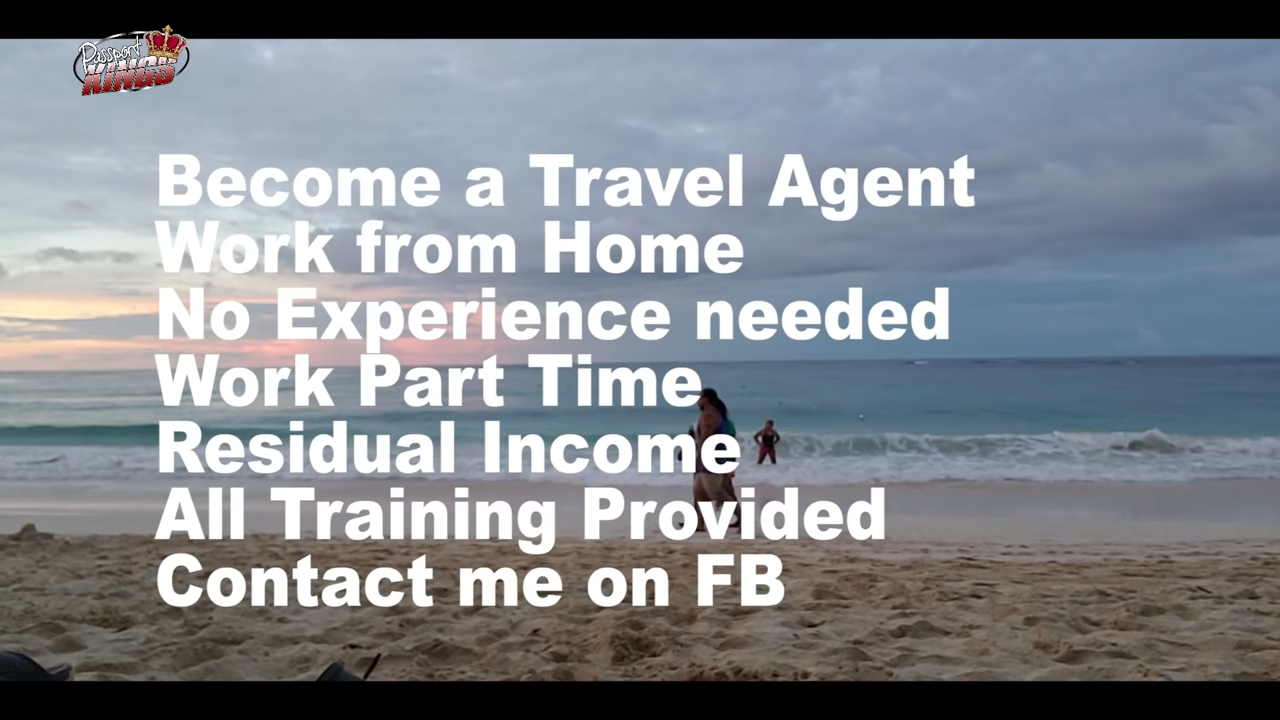 Passport
KINGS
Become a Travel Agent
Work from Home
No Experience needed
Work Part Time
Residual Income
All Training Provided
Contact me on FB